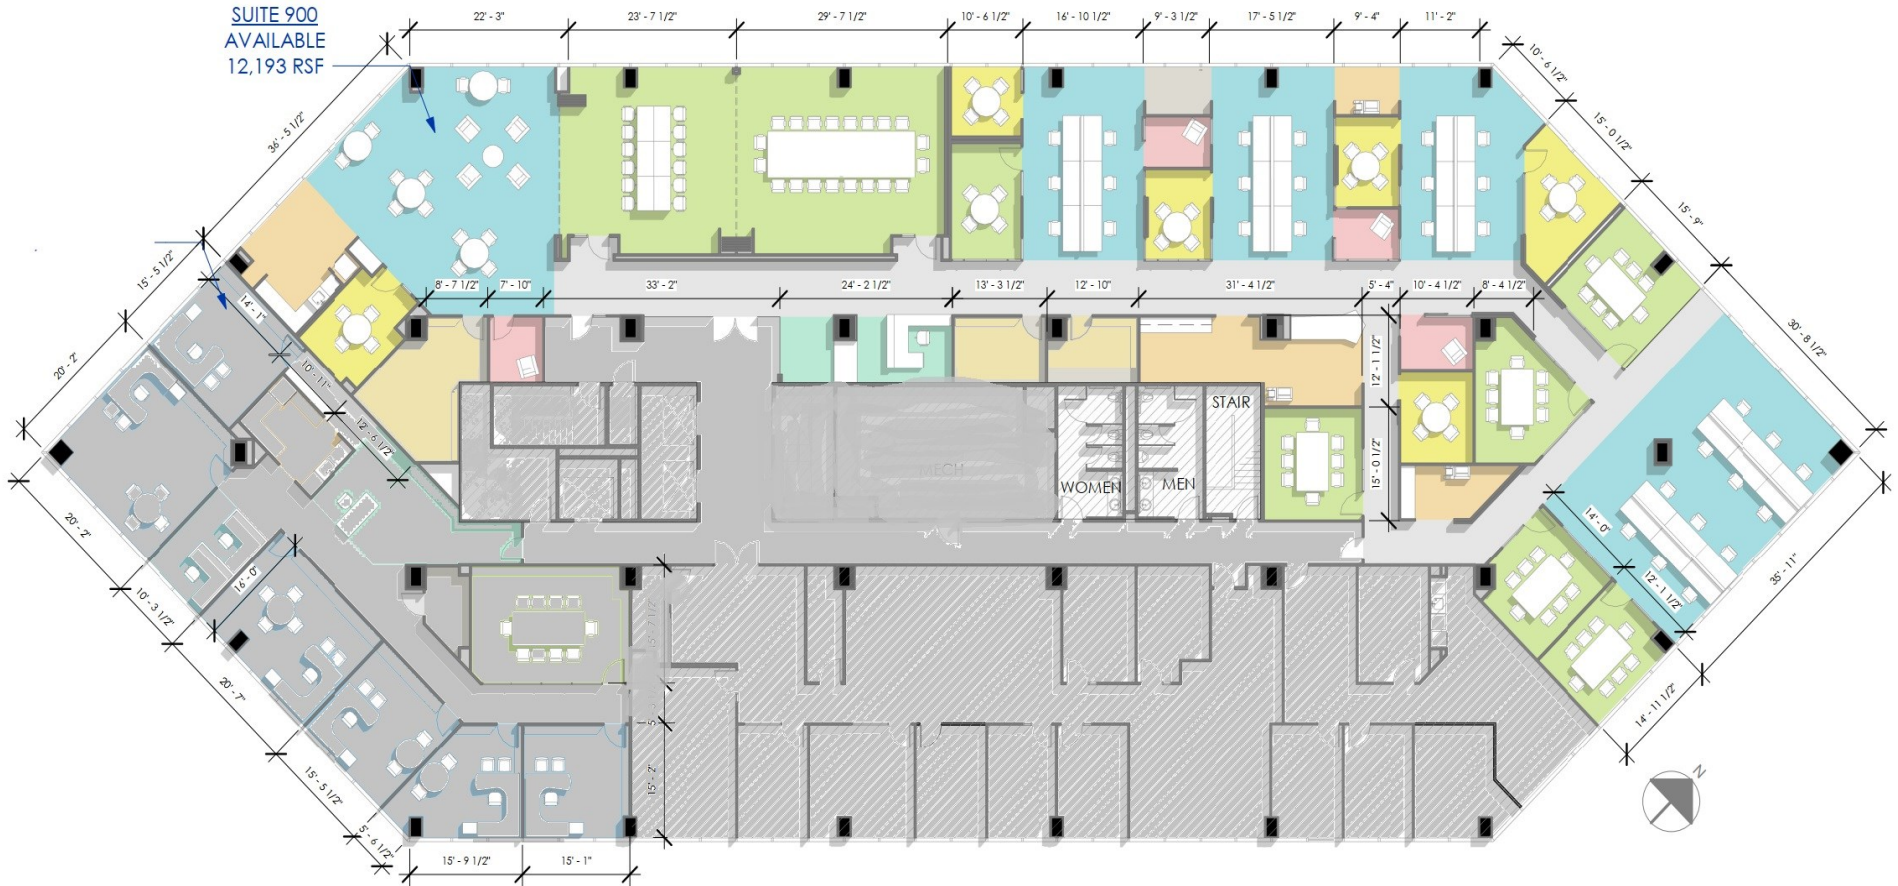 SUITE 900
AVAILABLE
12,193 RSF
22' - 3"
23' - 7 1/2"
29' - 7 1/2"
10' - 6 1/2"
16' - 10 1/2"
9' - 3 1/2"
17' - 5 1/2"
9' - 4"
11' - 2"
10' - 6 1/2"
15' - 0 1/2"
15' - 9"
30' - 8 1/2"
36' - 5 1/2"
15' - 5 1/2"
20' - 2"
14' - 1"
10' - 11"
12' - 6 1/2"
8' - 7 1/2"
7' - 10"
33' - 2"
24' - 2 1/2"
13' - 3 1/2"
12' - 10"
31' - 4 1/2"
5' - 4"
10' - 4 1/2"
8' - 4 1/2"
12' - 1 1/2"
15' - 0 1/2"
STAIR
MECH
WOMEN
MEN
14' - 0"
12' - 1 1/2"
35' - 11"
14' - 11 1/2"
20' - 2"
10' - 3 1/2"
16' - 0"
20' - 7"
15' - 5 1/2"
5' - 6 1/2"
15' - 2"
15' - 9 1/2"
15' - 1"
N